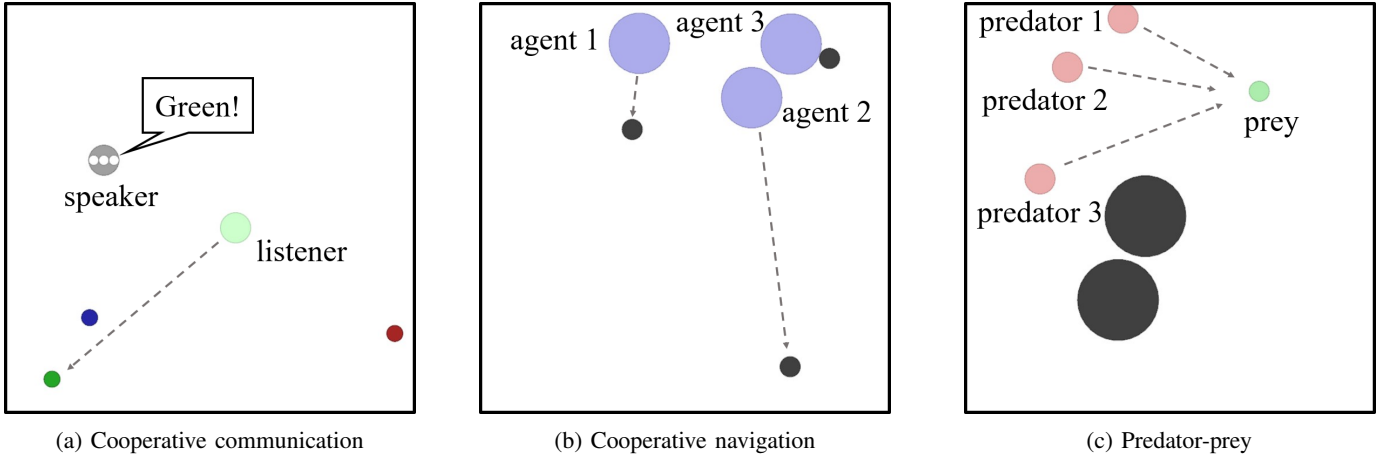 Green!
speaker
listener
(a) Cooperative communication
agent 1
agent 3
agent 2
(b) Cooperative navigation
predator 1
predator 2
prey
predator 3
(c) Predator-prey